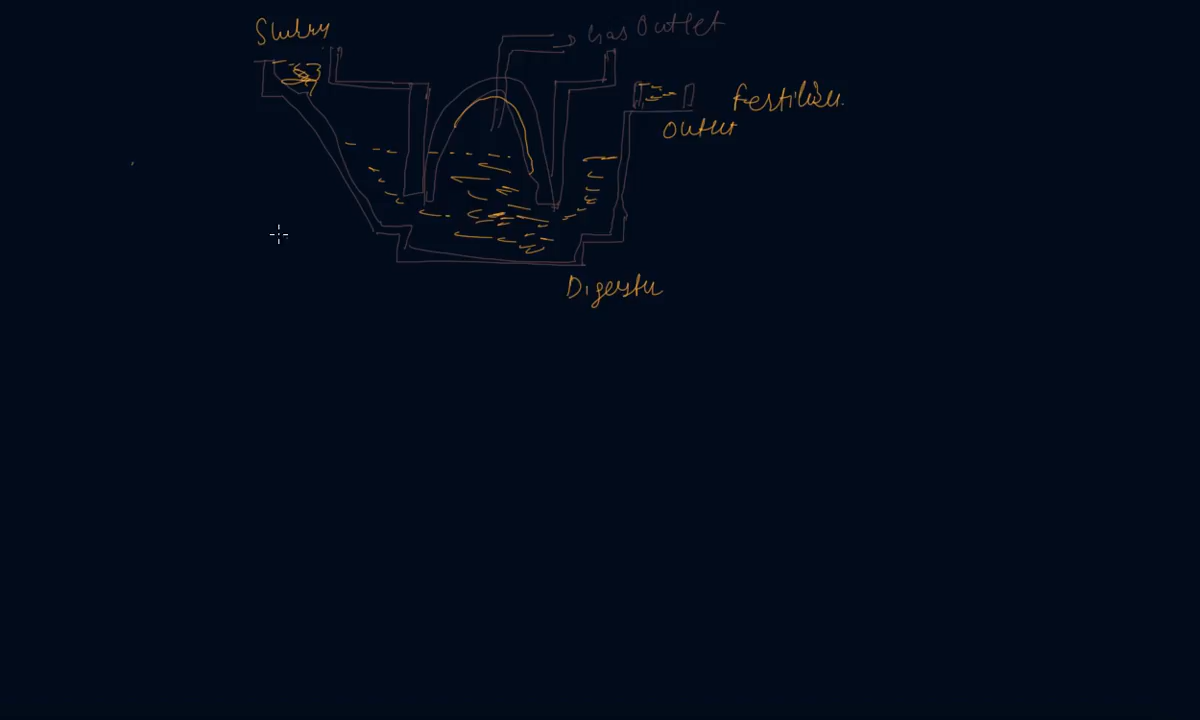 Slurry
Gas Outlet
Fertilizer
Outlet
Digester